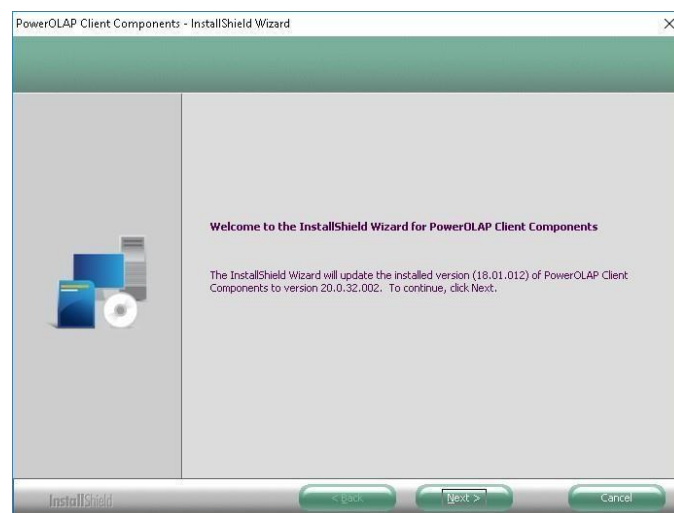 PowerOLAP Client Components - InstallShield Wizard
Welcome to the InstallShield Wizard for PowerOLAP Client Components
The InstallShield Wizard will update the installed version (18.01.012) of PowerOLAP Client
Components to version 20.0.32.002. To continue, click Next.
InstallShield
< Back
Next >
Cancel